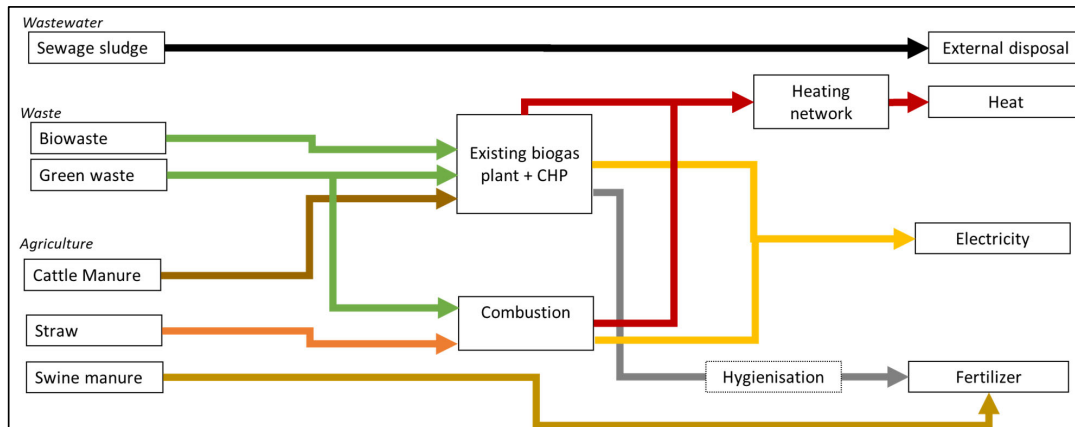 Wastewater
Sewage sludge
External disposal
Heating
network
Heat
Waste
Biowaste
Green waste
Existing biogas
plant + CHP
Electricity
Agriculture
Cattle Manure
Combustion
Straw
Swine manure
Hygienisation
Fertilizer